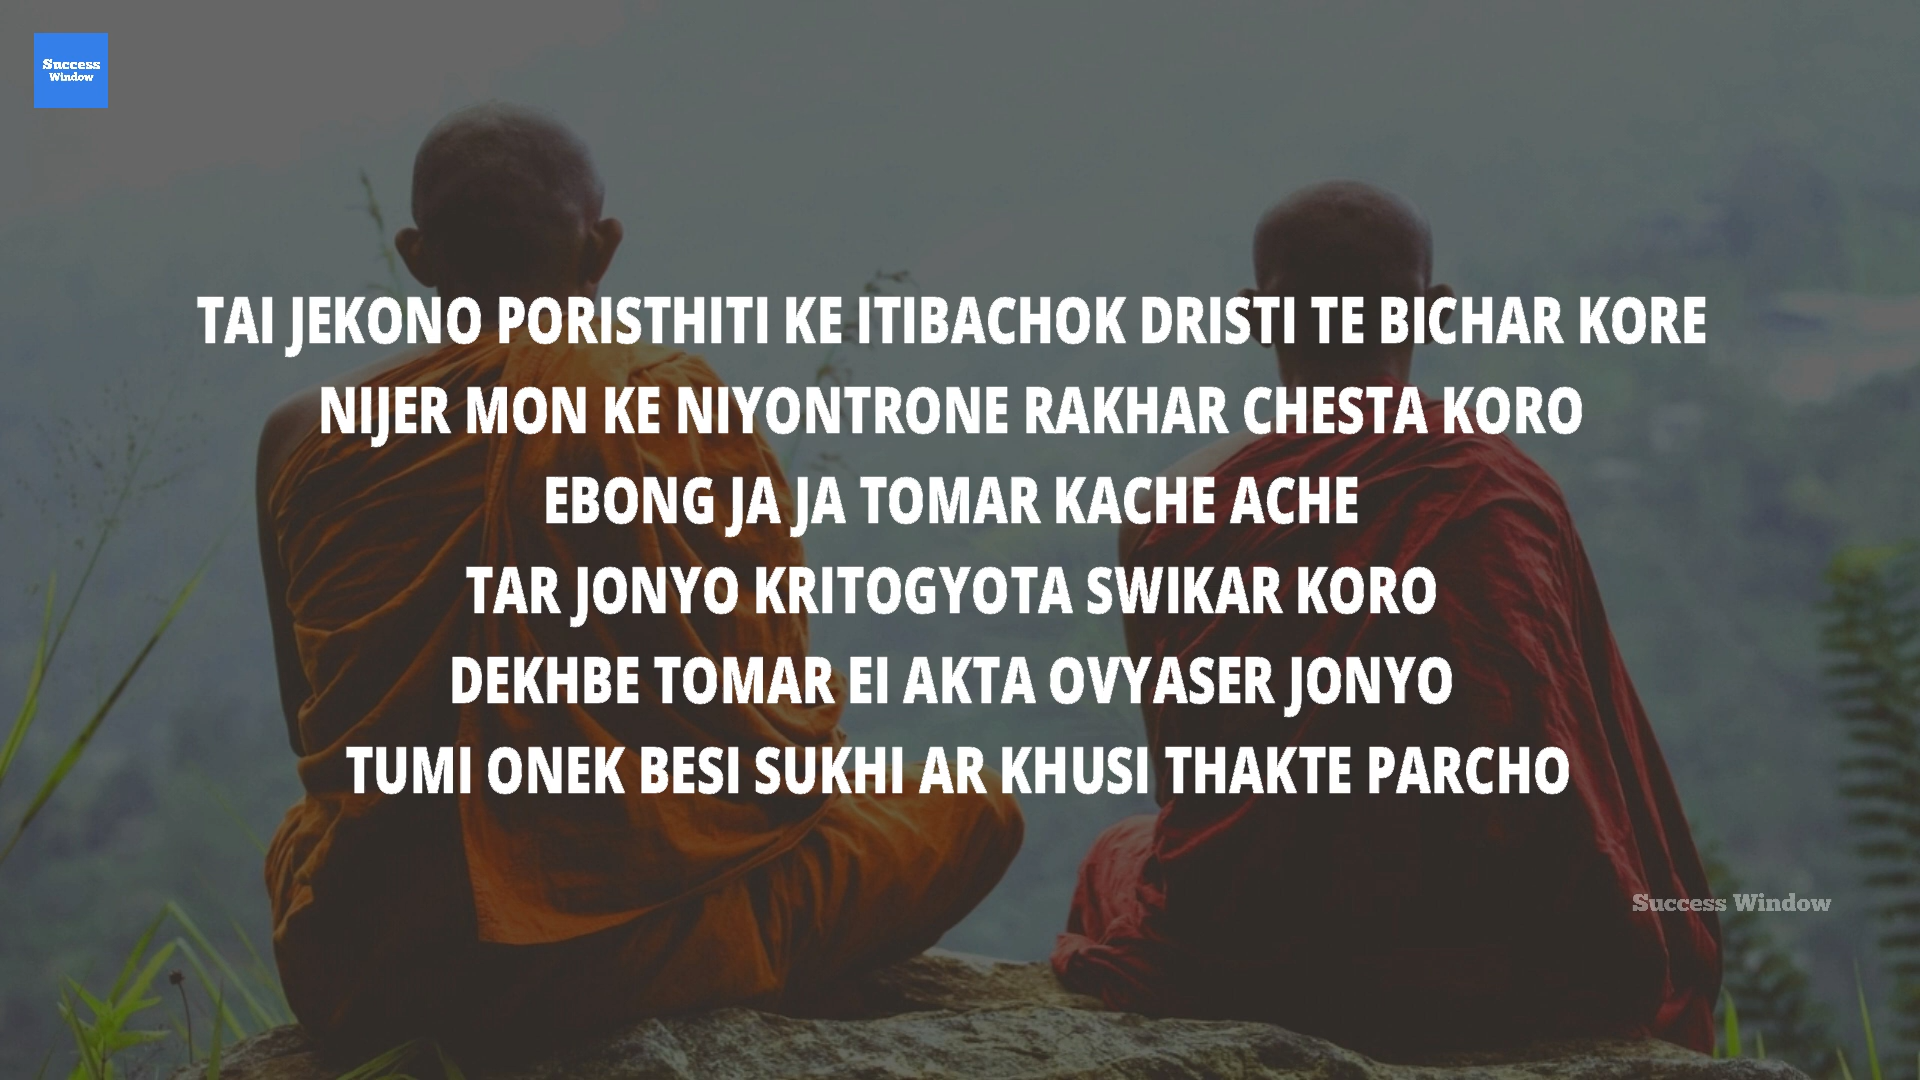 Success
Window
TAI JEKONO PORISTHITI KE ITIBACHOK DRISTI TE BICHAR KORE
NIJER MON KE NIYONTRONE RAKHAR CHESTA KORO
EBONG JA JA TOMAR KACHE ACHE
TAR JONYO KRITOGYOTA SWIKAR KORO
DEKHBE TOMAR EI AKTA OVYASER JONYO
TUMI ONEK BESI SUKHI AR KHUSI THAKTE PARCHO
Success Window